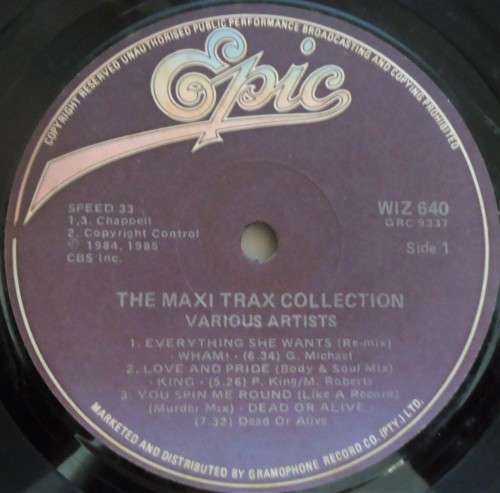 COPYRIGHT RESERVED UNAUTHORISED PUBLIC PERFORMANCE BROADCASTING AND COPYING PROHIBITED
Epic
SPEED 33
1,3. Chappell
2. Copyright Control
℗ 1984, 1985
CBS Inc.
WIZ 640
GRC 9337
Side 1
THE MAXI TRAX COLLECTION
VARIOUS ARTISTS
1. EVERYTHING SHE WANTS (Re-mix)
- WHAM! - (6.34) G. Michael
2. LOVE AND PRIDE (Body & Soul Mix)
- KING - (5.26) P. King/M. Roberts
3. YOU SPIN ME ROUND (Like A Record)
(Murder Mix) - DEAD OR ALIVE -
(7:32) Dead Or Alive
MARKETED AND DISTRIBUTED BY GRAMOPHONE RECORD CO. (PTY.) LTD.